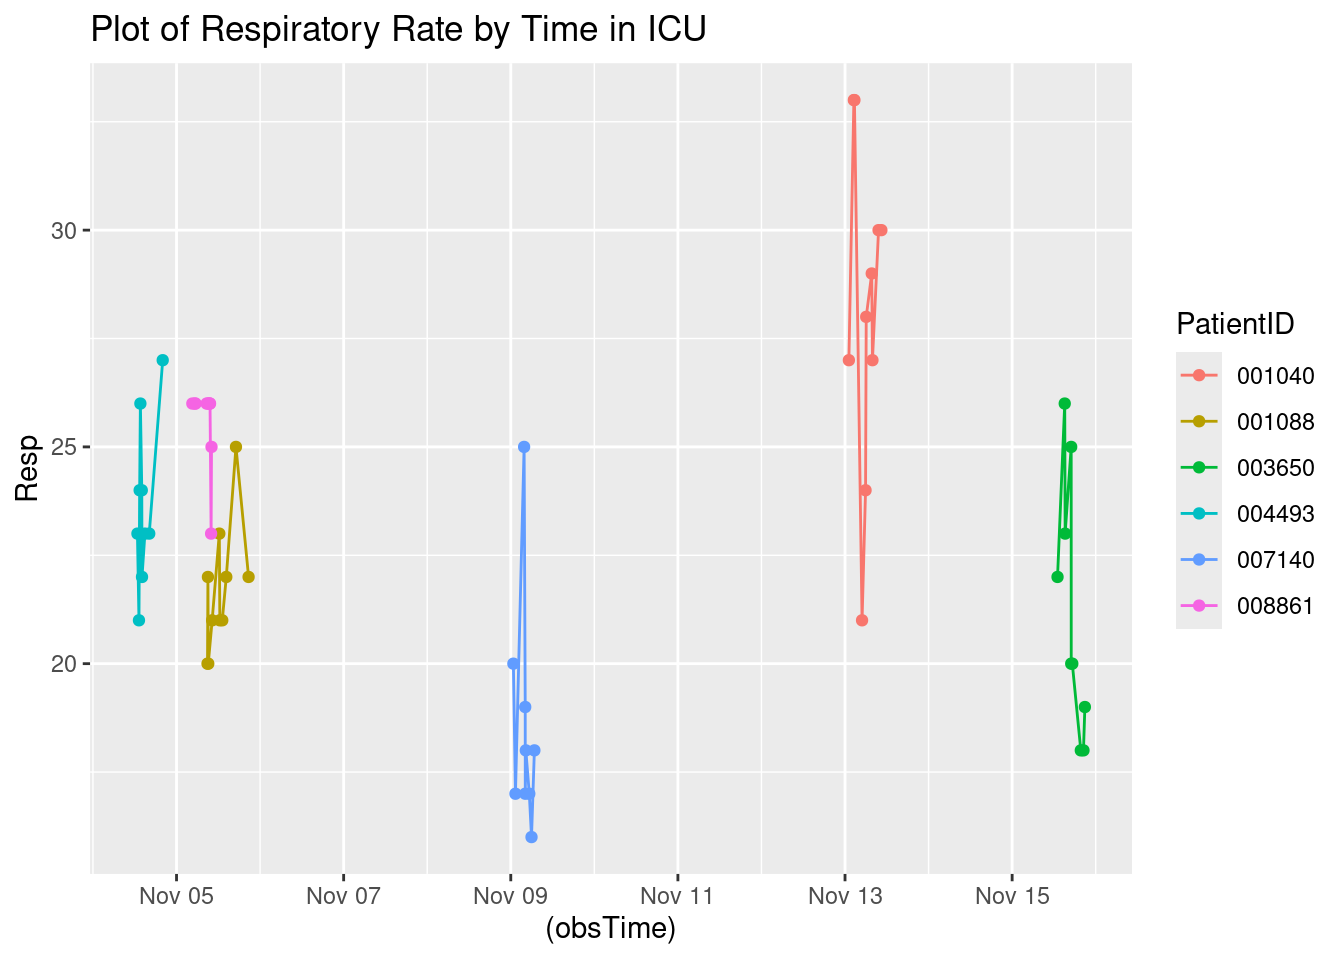 Plot of Respiratory Rate by Time in ICU
30
25
20
Resp
Nov 05 Nov 07 Nov 09 Nov 11 Nov 13 Nov 15
(obsTime)
PatientID
001040
001088
003650
004493
007140
008861